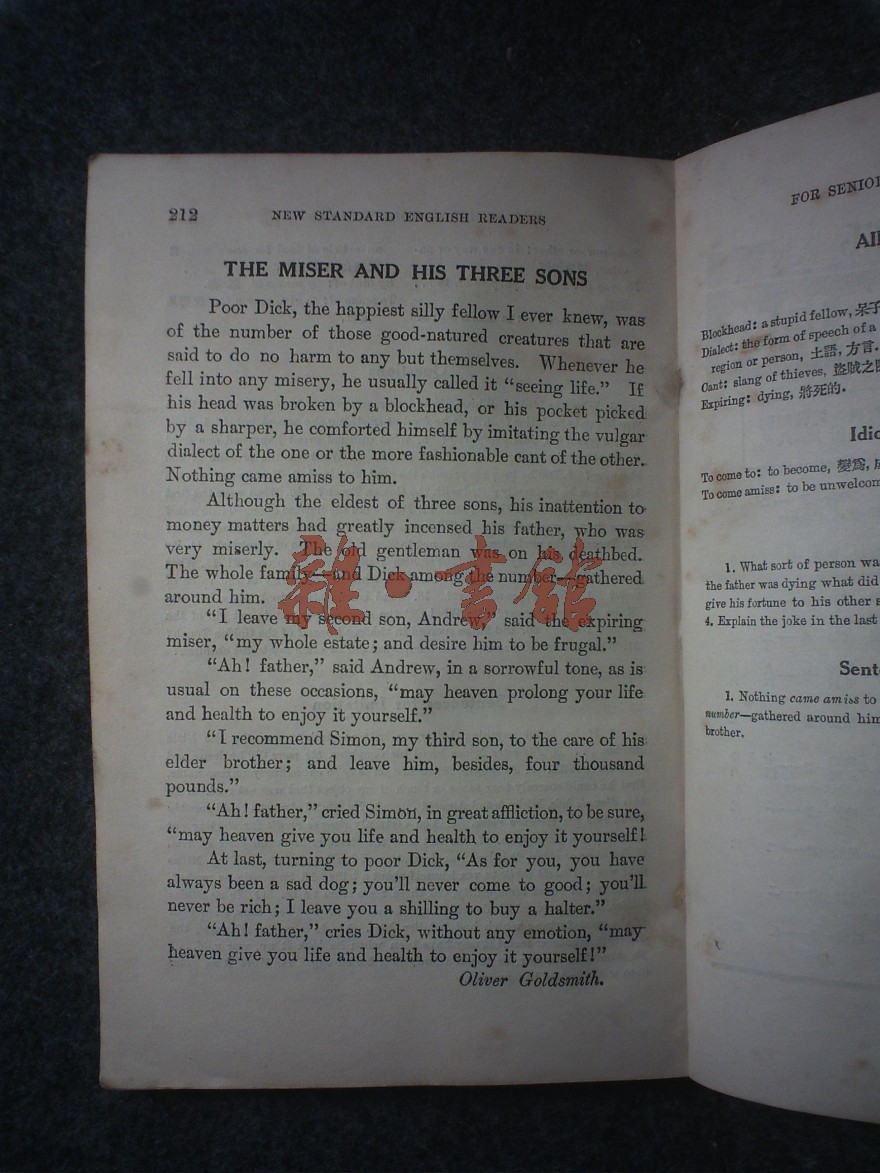 212 NEW STANDARD ENGLISH READERS
THE MISER AND HIS THREE SONS
Poor Dick, the happiest silly fellow I ever knew, was
of the number of those good-natured creatures that are
said to do no harm to any but themselves. Whenever he
fell into any misery, he usually called it “seeing life.” If
his head was broken by a blockhead, or his pocket picked
by a sharper, he comforted himself by imitating the vulgar
dialect of the one or the more fashionable cant of the other.
Nothing came amiss to him.
Although the eldest of three sons, his inattention to
money matters had greatly incensed his father, who was
very miserly. The old gentleman was on his deathbed.
The whole family—and Dick among the number—gathered
around him.
“I leave my second son, Andrew,” said the expiring
miser, “my whole estate; and desire him to be frugal.”
“Ah! father,” said Andrew, in a sorrowful tone, as is
usual on these occasions, “may heaven prolong your life
and health to enjoy it yourself.”
“I recommend Simon, my third son, to the care of his
elder brother; and leave him, besides, four thousand
pounds.”
“Ah! father,” cried Simon, in great affliction, to be sure,
“may heaven give you life and health to enjoy it yourself!
At last, turning to poor Dick, “As for you, you have
always been a sad dog; you’ll never come to good; you’ll
never be rich; I leave you a shilling to buy a halter.”
“Ah! father,” cries Dick, without any emotion, “may
heaven give you life and health to enjoy it yourself!”
Oliver Goldsmith.
雜·書館
FOR SENIOR
Blockhead: a stupid fellow, 呆子
Dialect: the form of speech of a
region or person, 土語, 方言.
Cant: slang of thieves, 盜賊之
Expiring: dying, 將死的.
To come to: to become, 變爲,
To come amiss: to be unwelcom
1. What sort of person wa
the father was dying what did
give his fortune to his other
4. Explain the joke in the last
Sent
1. Nothing came amiss to
number—gathered around him
brother.